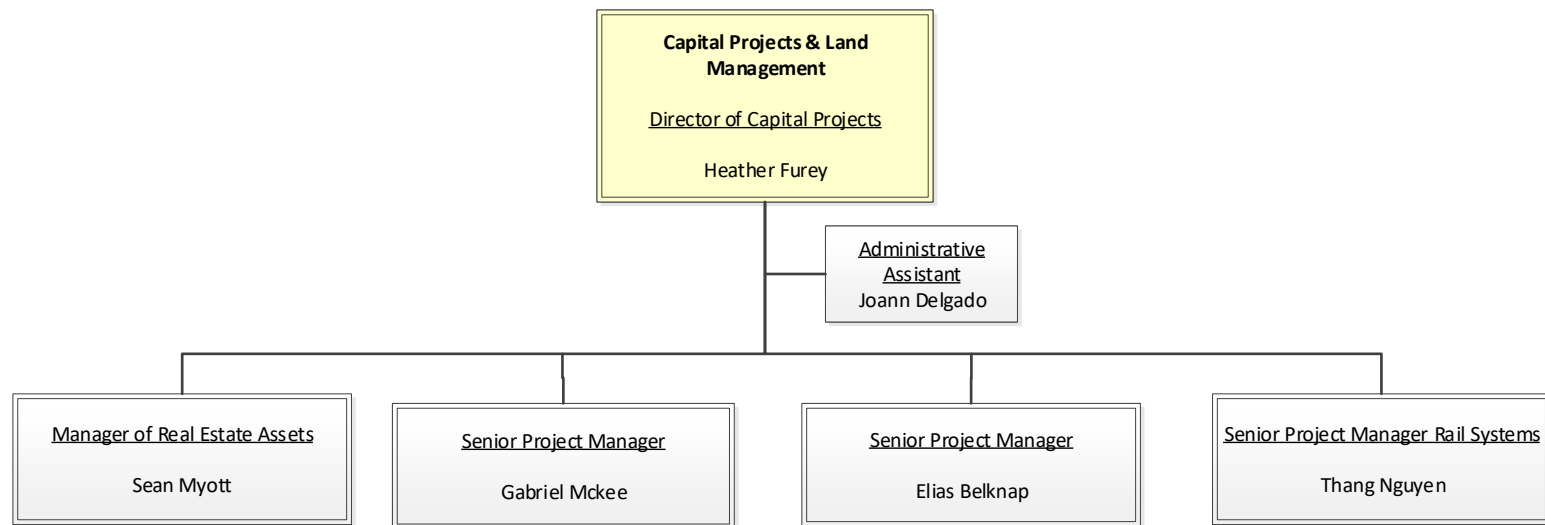 Capital Projects & Land
Management
Director of Capital Projects
Heather Furey
Administrative
Assistant
Joann Delgado
Manager of Real Estate Assets
Sean Myott
Senior Project Manager
Gabriel Mckee
Senior Project Manager
Elias Belknap
Senior Project Manager Rail Systems
Thang Nguyen